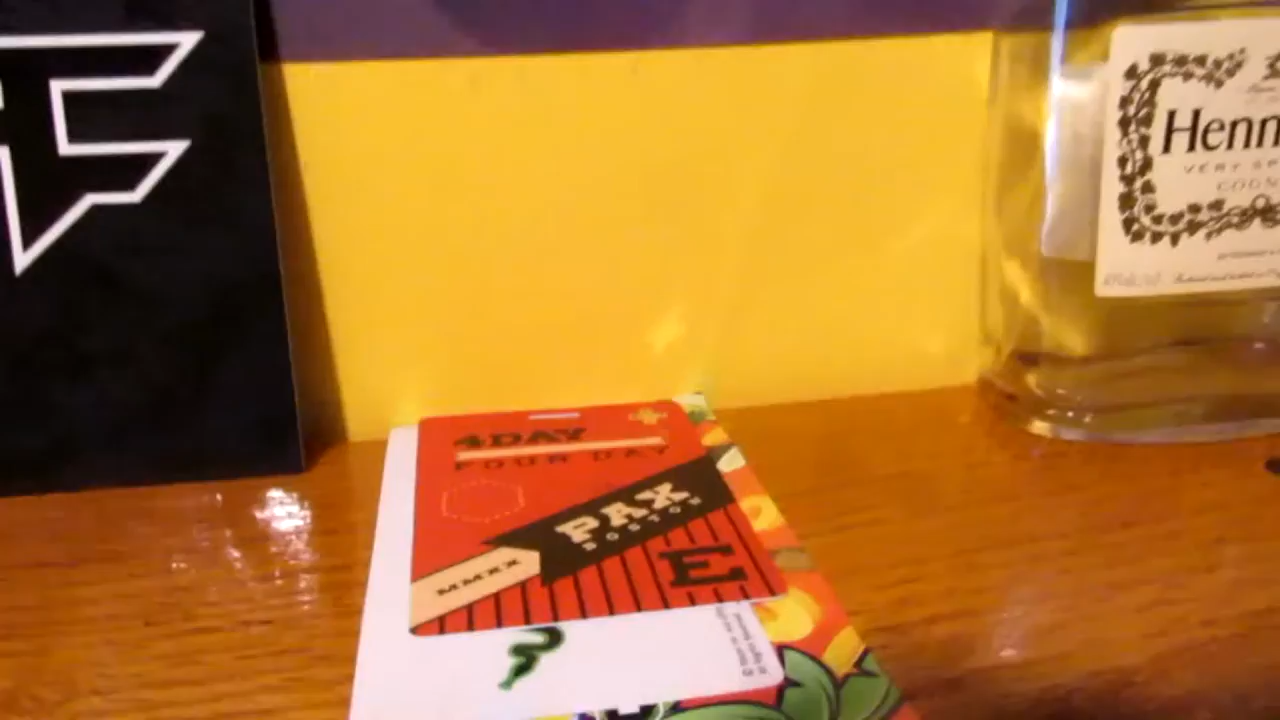 4DAY
FOUR DAY
PAX
BOSTON
MMXX
E
Henn
VERY SP
COGN